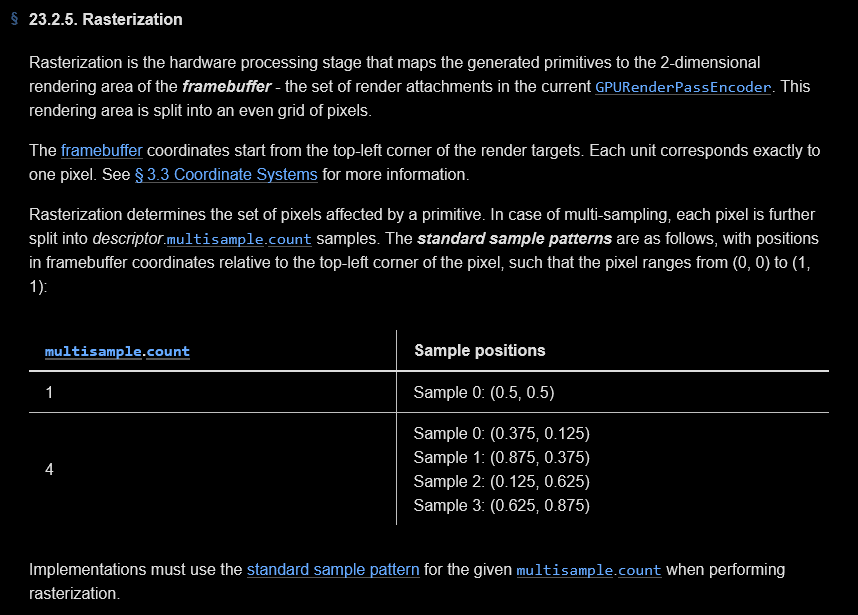 § 23.2.5. Rasterization
Rasterization is the hardware processing stage that maps the generated primitives to the 2-dimensional
rendering area of the framebuffer - the set of render attachments in the current GPURenderPassEncoder. This
rendering area is split into an even grid of pixels.
The framebuffer coordinates start from the top-left corner of the render targets. Each unit corresponds exactly to
one pixel. See § 3.3 Coordinate Systems for more information.
Rasterization determines the set of pixels affected by a primitive. In case of multi-sampling, each pixel is further
split into descriptor.multisample.count samples. The standard sample patterns are as follows, with positions
in framebuffer coordinates relative to the top-left corner of the pixel, such that the pixel ranges from (0, 0) to (1,
1):
multisample.count Sample positions
1 Sample 0: (0.5, 0.5)
4
Sample 0: (0.375, 0.125)
Sample 1: (0.875, 0.375)
Sample 2: (0.125, 0.625)
Sample 3: (0.625, 0.875)
Implementations must use the standard sample pattern for the given multisample.count when performing
rasterization.